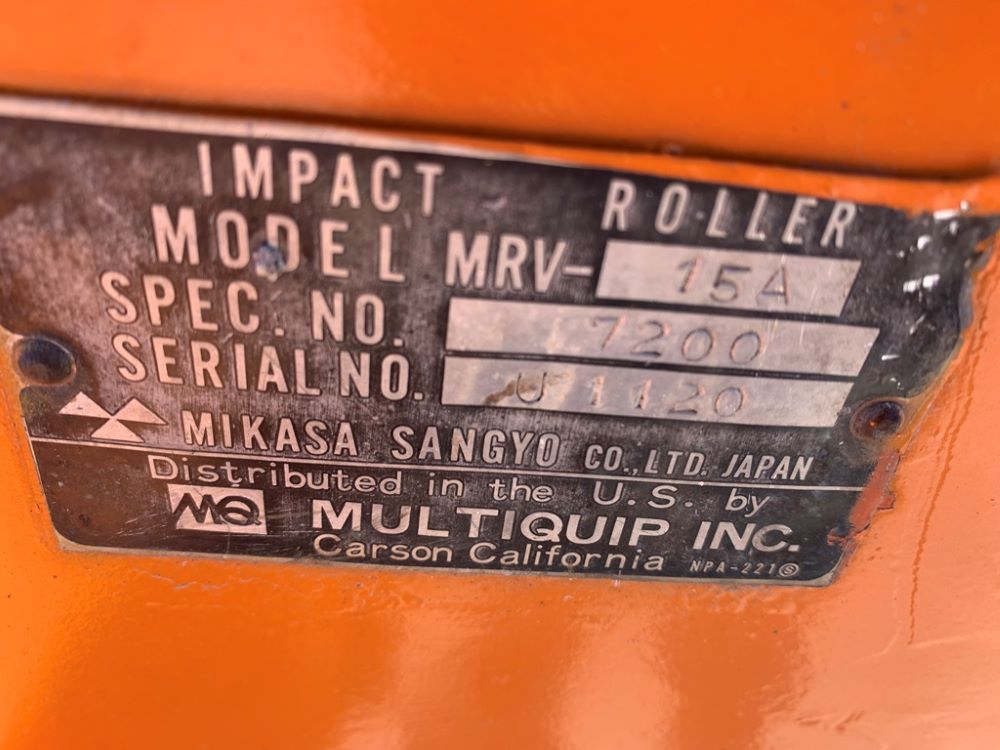 IMPACT ROLLER
MODEL MRV-15A
SPEC. NO. 7200
SERIAL NO. U 1120
MIKASA SANGYO CO., LTD. JAPAN
Distributed in the U.S. by
MQ MULTIQUIP INC.
Carson California NPA-221Ⓢ